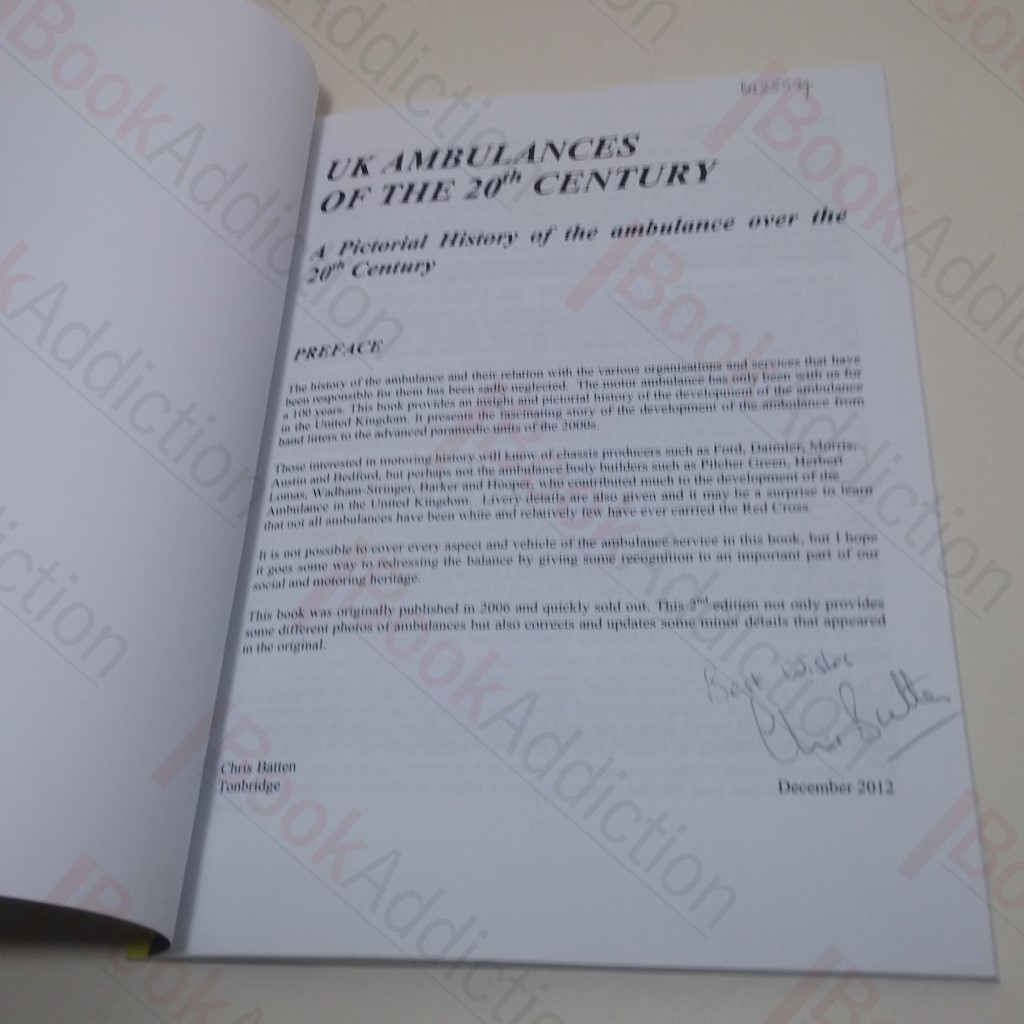 UK AMBULANCES
OF THE 20th CENTURY
A Pictorial History of the ambulance over the
20th Century
PREFACE
The history of the ambulance and their relation with the various organisations and services that have
been responsible for them has been sadly neglected. The motor ambulance has only been with us for
a 100 years. This book provides an insight and pictorial history of the development of the ambulance
in the United Kingdom. It presents the fascinating story of the development of the ambulance from
hand litters to the advanced paramedic units of the 2000s.
Those interested in motoring history will know of chassis producers such as Ford, Daimler, Morris,
Austin and Bedford, but perhaps not the ambulance body builders such as Pilcher Green, Herbert
Lomas, Wadham-Stringer, Barker and Hooper, who contributed much to the development of the
Ambulance in the United Kingdom. Livery details are also given and it may be a surprise to learn
that not all ambulances have been white and relatively few have ever carried the Red Cross.
It is not possible to cover every aspect and vehicle of the ambulance service in this book, but I hope
it goes some way to redressing the balance by giving some recognition to an important part of our
social and motoring heritage.
This book was originally published in 2006 and quickly sold out. This 2nd edition not only provides
some different photos of ambulances but also corrects and updates some minor details that appeared
in the original.
Best wishes
Chris Batten
Chris Batten
Tonbridge
December 2012
BookAddiction